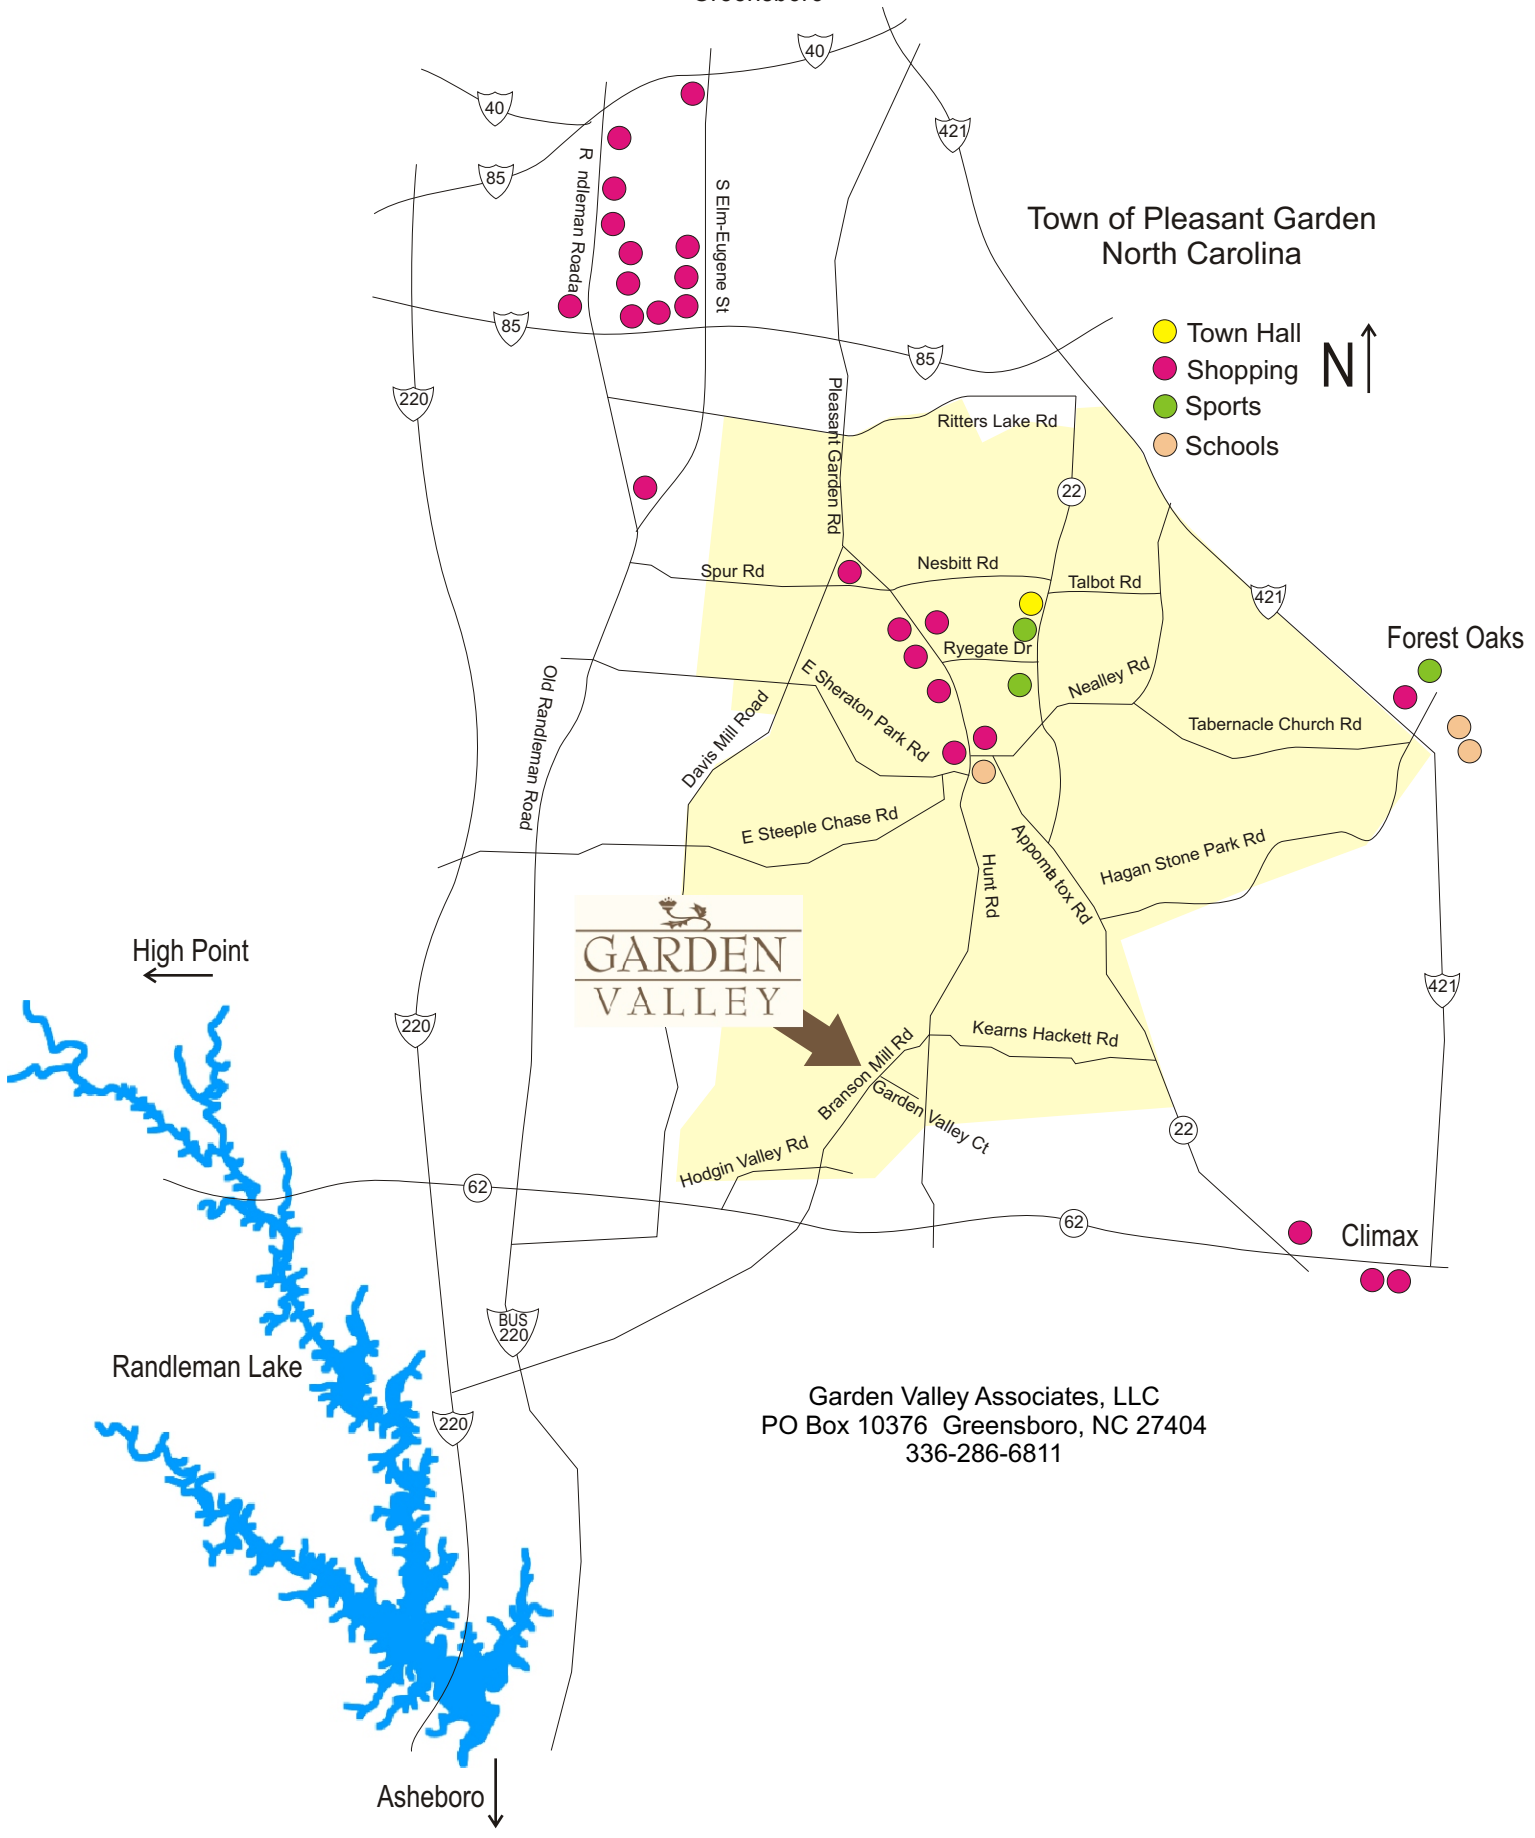 40
40
421
85
R ndleman Roada
S Elm-Eugene St
Town of Pleasant Garden
North Carolina
85
85
Town Hall
Shopping
Sports
Schools
N
220
Pleasant Garden Rd
Ritters Lake Rd
22
Spur Rd
Nesbitt Rd
Talbot Rd
421
Forest Oaks
Ryegate Dr
Old Randleman Road
E Sheraton Park Rd
Nealley Rd
Davis Mill Road
Tabernacle Church Rd
E Steeple Chase Rd
Hunt Rd
Appomattox Rd
Hagan Stone Park Rd
High Point
GARDEN
VALLEY
421
220
Branson Mill Rd
Kearns Hackett Rd
Garden Valley Ct
22
Hodgin Valley Rd
62
62
Climax
BUS
220
Randleman Lake
220
Garden Valley Associates, LLC
PO Box 10376 Greensboro, NC 27404
336-286-6811
Asheboro